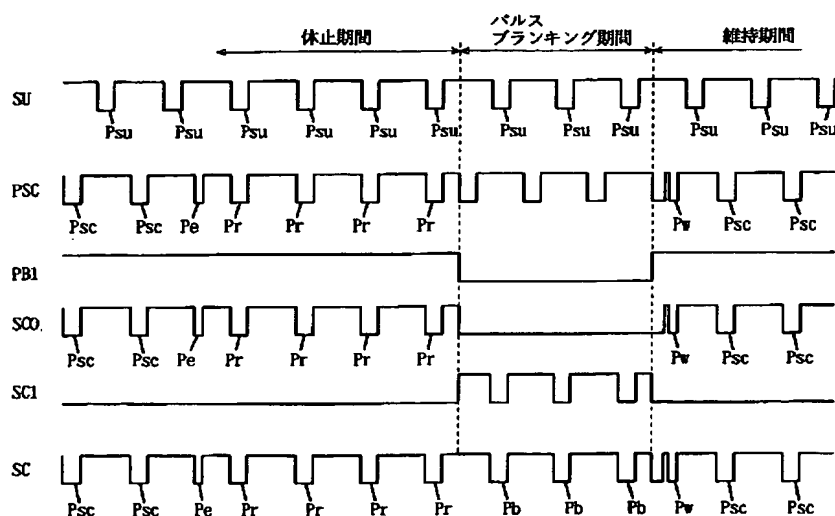 休止期間
パルス
ブランキング期間
維持期間
SU
Psu Psu Psu Psu Psu Psu Psu Psu Psu Psu Psu Psu
PSC
Psc Psc Pe Pr Pr Pr Pr Pw Psc Psc
PB1
SC0
Psc Psc Pe Pr Pr Pr Pr Pw Psc Psc
SC1
SC
Psc Psc Pe Pr Pr Pr Pr Pb Pb Pb Pw Psc Psc